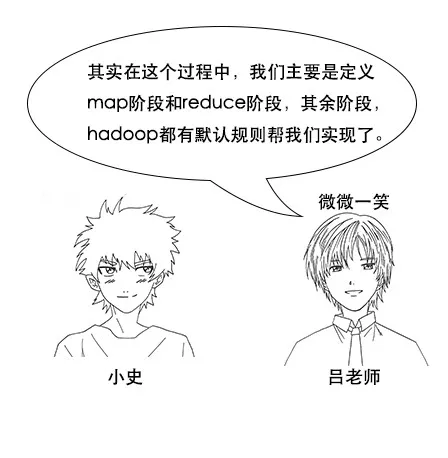 其实在这个过程中，我们主要是定义
map阶段和reduce阶段，其余阶段，
hadoop都有默认规则帮我们实现了。
微微一笑
小史
吕老师